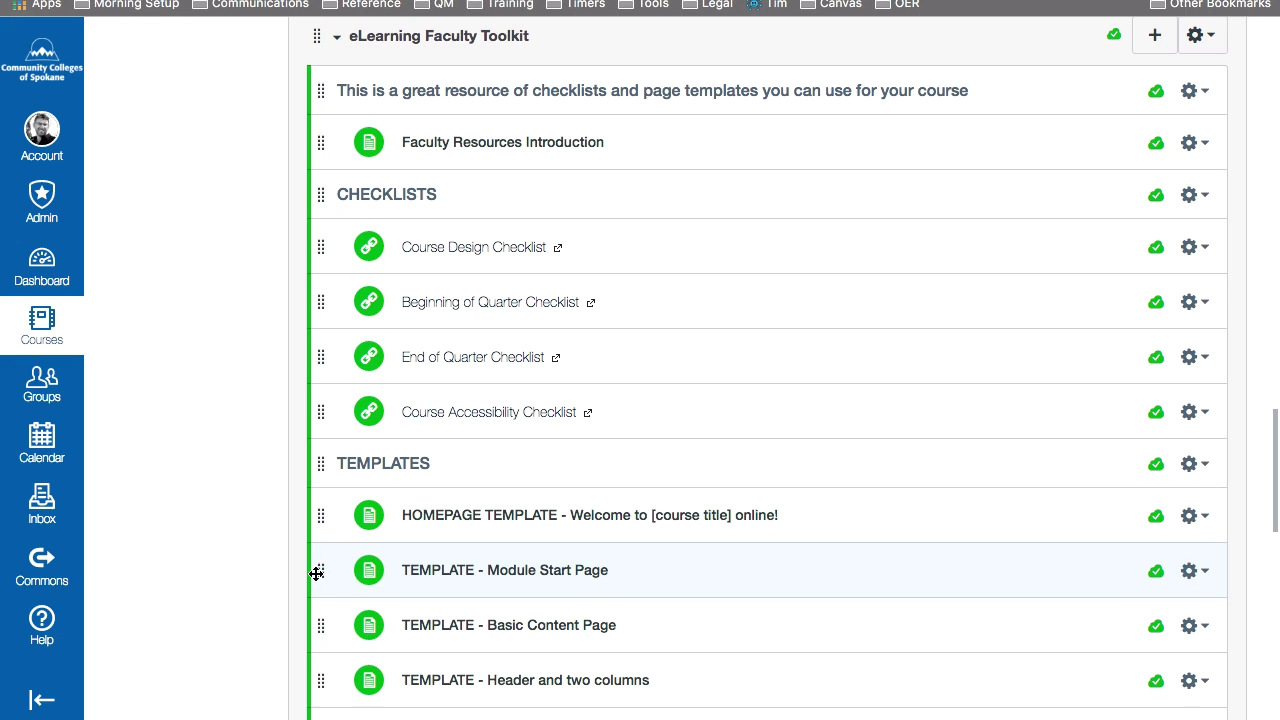 Apps Morning Setup Communications Reference QM Training Timers Tools Legal Tim Canvas OER Other Bookmarks
Community Colleges
of Spokane
Account
Admin
Dashboard
Courses
Groups
Calendar
Inbox
Commons
Help
eLearning Faculty Toolkit
This is a great resource of checklists and page templates you can use for your course
Faculty Resources Introduction
CHECKLISTS
Course Design Checklist
Beginning of Quarter Checklist
End of Quarter Checklist
Course Accessibility Checklist
TEMPLATES
HOMEPAGE TEMPLATE - Welcome to [course title] online!
TEMPLATE - Module Start Page
TEMPLATE - Basic Content Page
TEMPLATE - Header and two columns